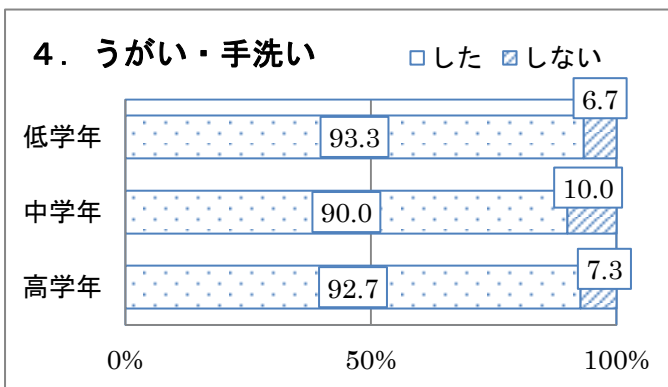 4．うがい・手洗い
した しない
低学年 93.3 6.7
中学年 90.0 10.0
高学年 92.7 7.3
0% 50% 100%